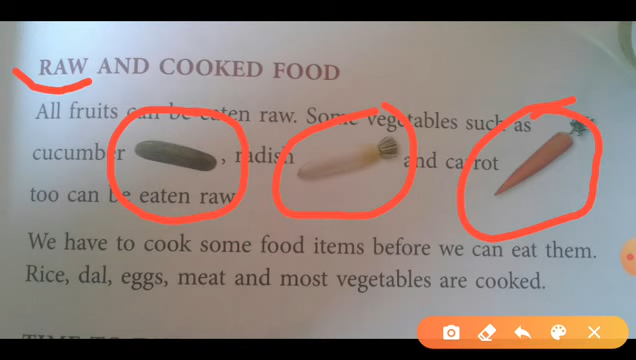 RAW AND COOKED FOOD
All fruits can be eaten raw. Some vegetables such as
cucumber , radish and carrot
too can be eaten raw
We have to cook some food items before we can eat them.
Rice, dal, eggs, meat and most vegetables are cooked.